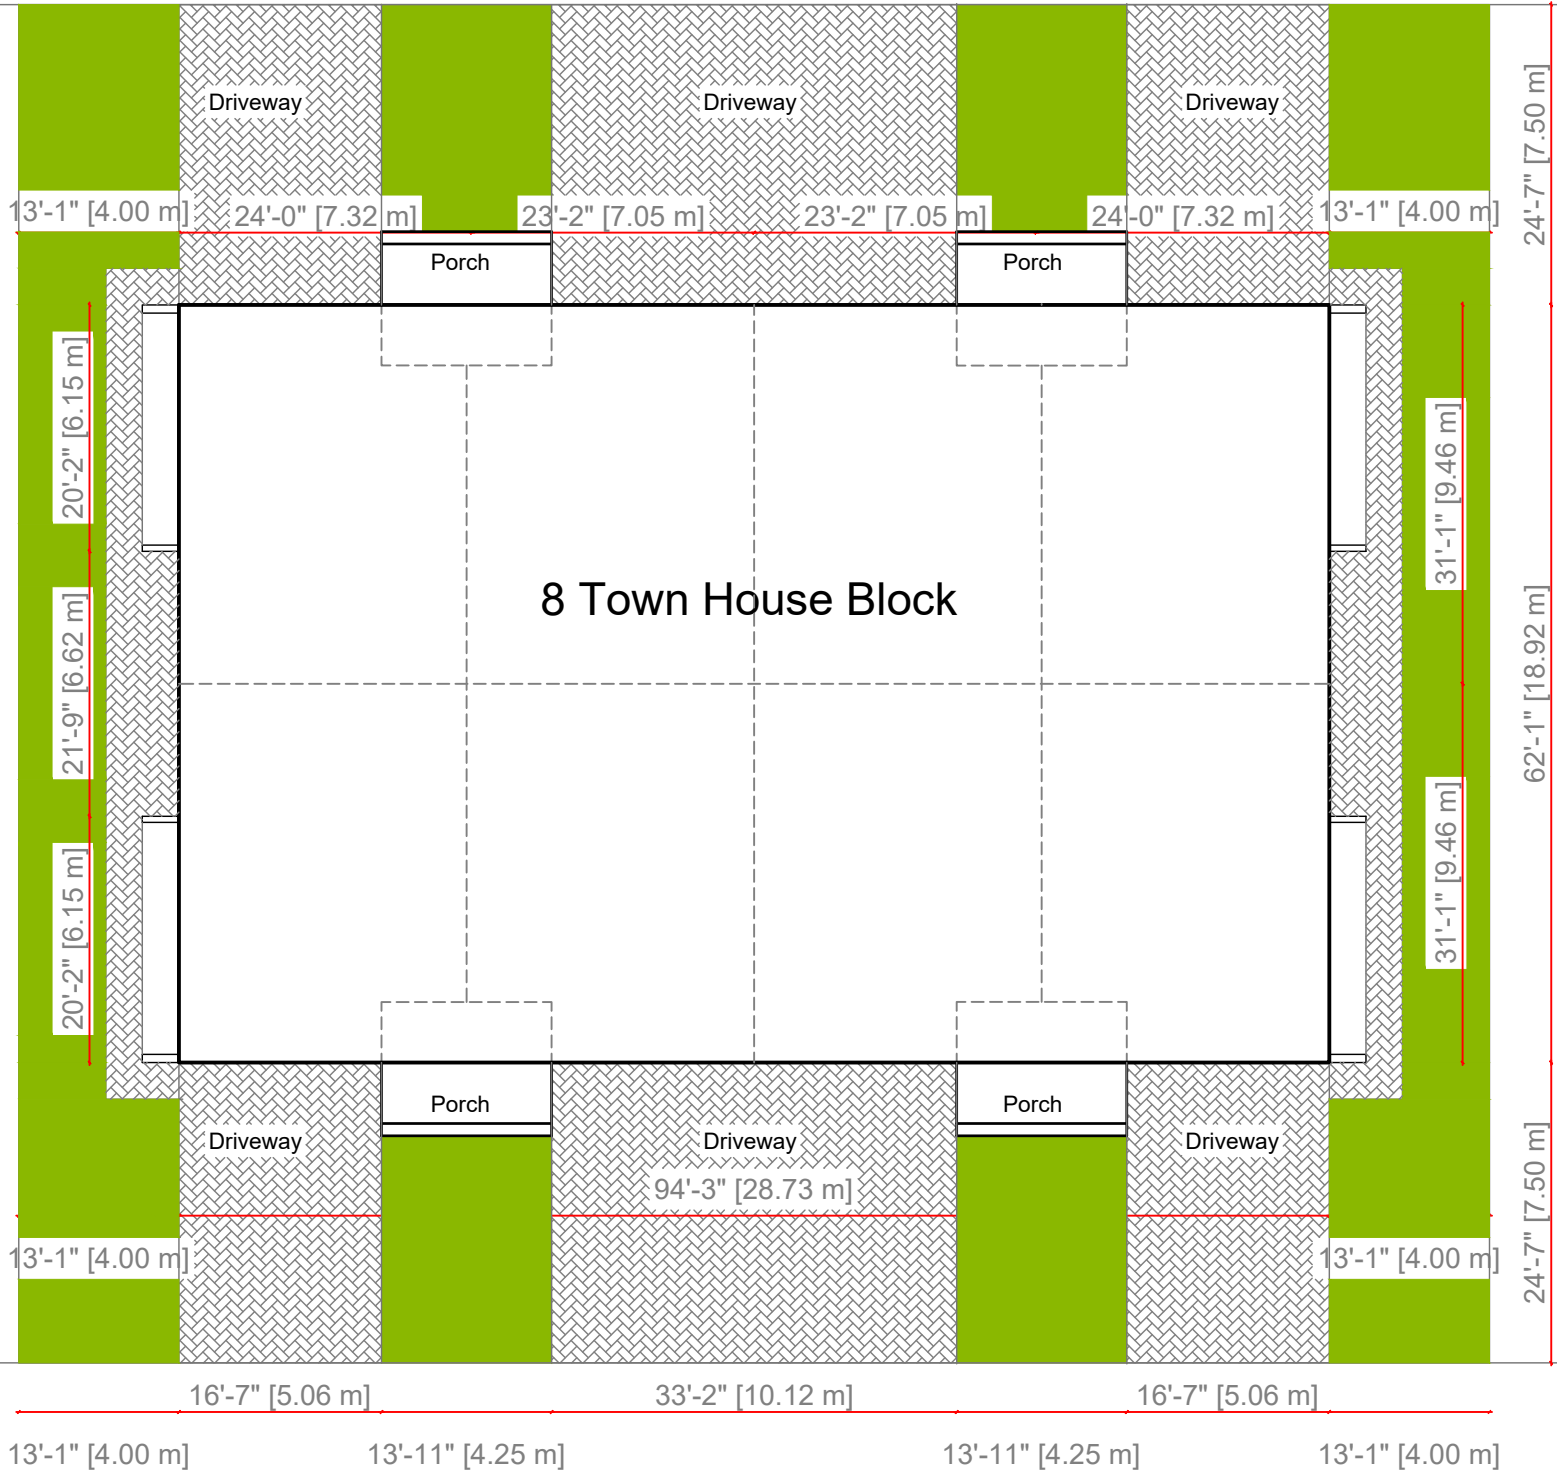 Driveway
Driveway
Driveway
24'-7" [7.50 m]
13'-1" [4.00 m]
24'-0" [7.32 m]
23'-2" [7.05 m]
23'-2" [7.05 m]
24'-0" [7.32 m]
13'-1" [4.00 m]
Porch
Porch
20'-2" [6.15 m]
31'-1" [9.46 m]
8 Town House Block
21'-9" [6.62 m]
62'-1" [18.92 m]
20'-2" [6.15 m]
31'-1" [9.46 m]
Porch
Porch
Driveway
Driveway
Driveway
94'-3" [28.73 m]
24'-7" [7.50 m]
13'-1" [4.00 m]
13'-1" [4.00 m]
16'-7" [5.06 m]
33'-2" [10.12 m]
16'-7" [5.06 m]
13'-1" [4.00 m]
13'-11" [4.25 m]
13'-11" [4.25 m]
13'-1" [4.00 m]